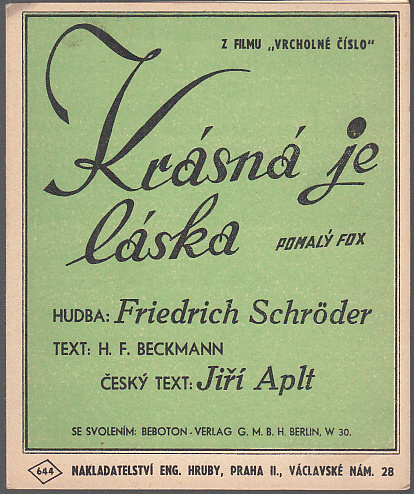 Z FILMU „VRCHOLNÉ ČÍSLO"
Krásná je
láska POMALÝ FOX
HUDBA: Friedrich Schröder
TEXT: H. F. BECKMANN
ČESKÝ TEXT: Jiří Aplt
SE SVOLENÍM: BEBOTON-VERLAG G. M. B. H. BERLIN, W 30.
644 NAKLADATELSTVÍ ENG. HRUBY, PRAHA II., VÁCLAVSKÉ NÁM. 28